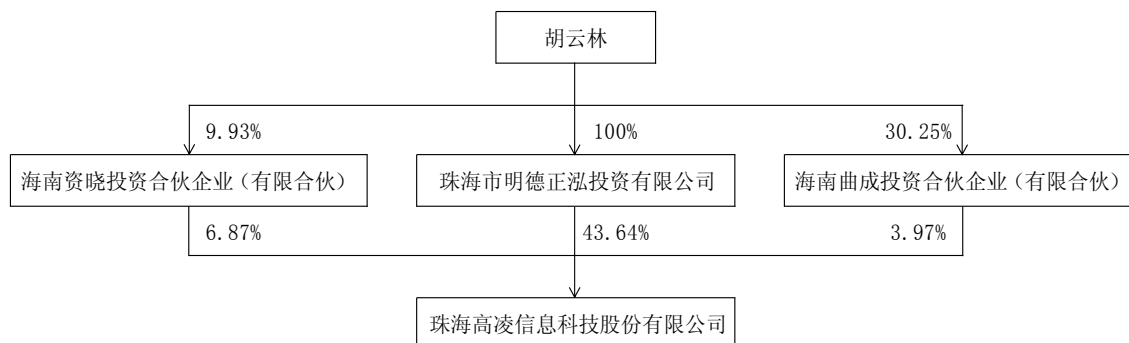 胡云林
9.93%
100%
30.25%
海南资晓投资合伙企业（有限合伙）
珠海市明德正泓投资有限公司
海南曲成投资合伙企业（有限合伙）
6.87%
43.64%
3.97%
珠海高凌信息科技股份有限公司